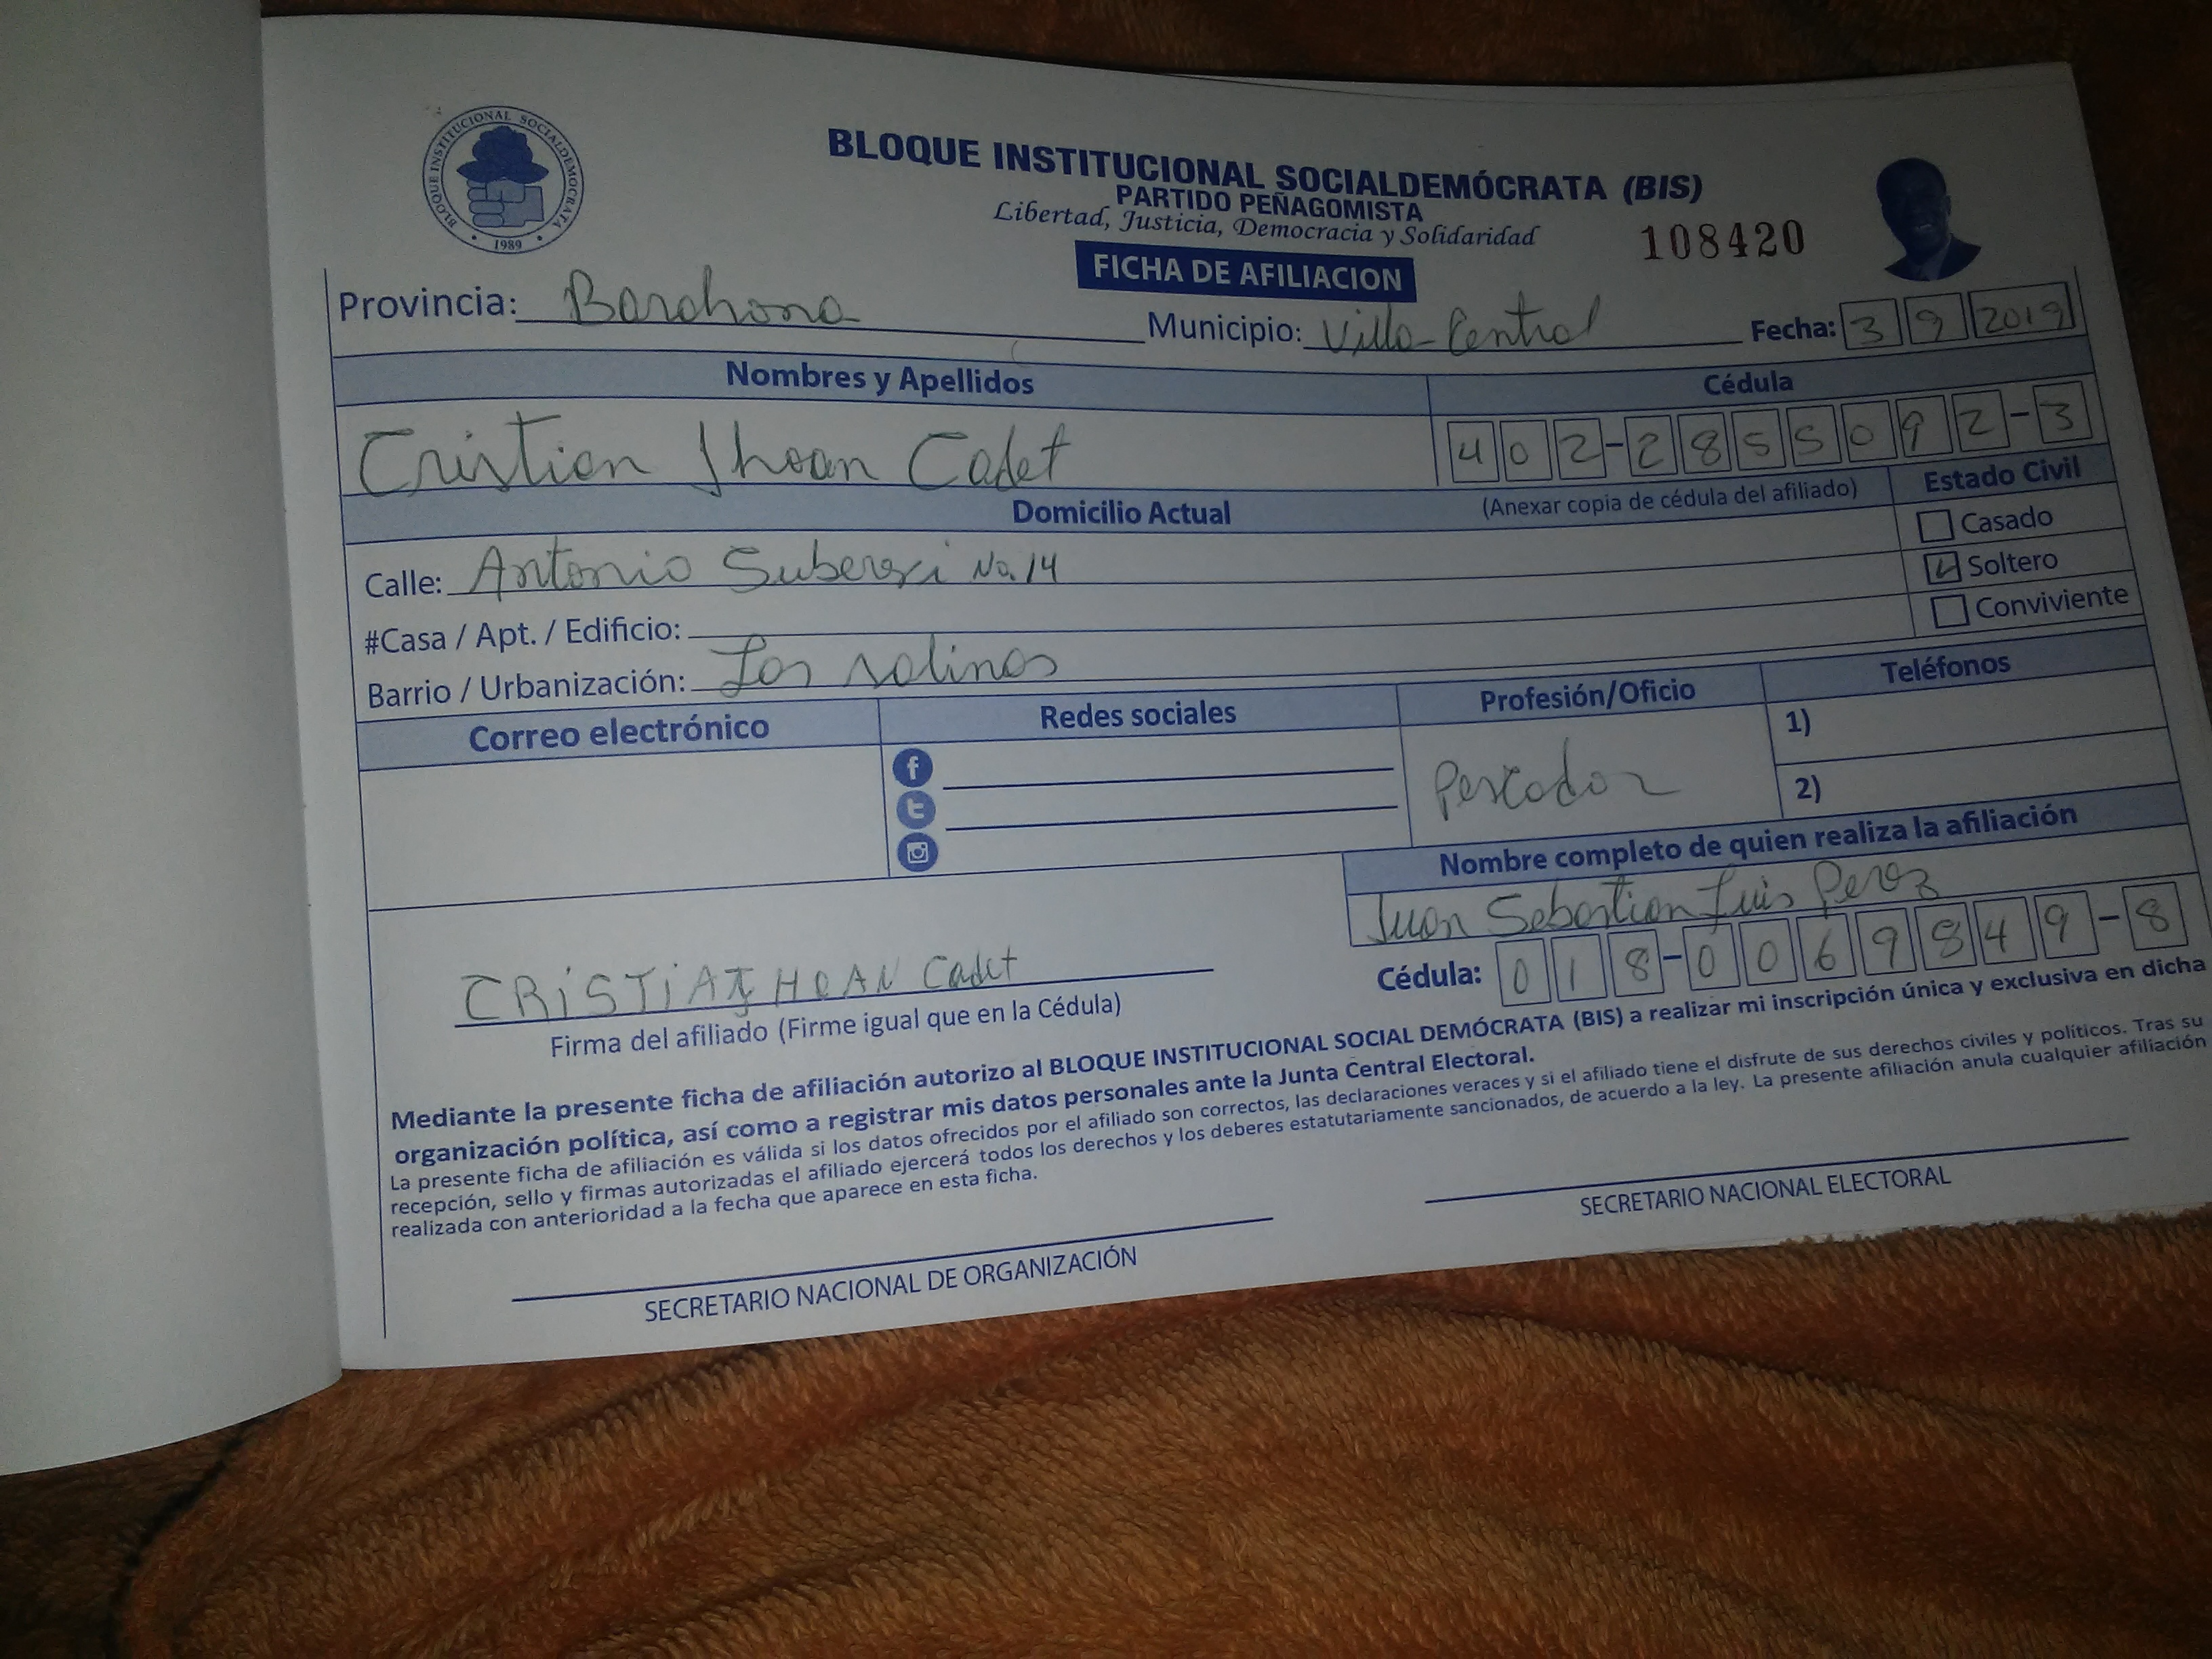 BLOQUE INSTITUCIONAL SOCIALDEMOCRATA
1989
BLOQUE INSTITUCIONAL SOCIALDEMÓCRATA (BIS)
PARTIDO PEÑAGOMISTA
Libertad, Justicia, Democracia y Solidaridad
108420
FICHA DE AFILIACION
Provincia: Barahona Municipio: Villa Central Fecha: 3 9 2019
Nombres y Apellidos Cédula
Cristian Jhoan Cadet 402-2855092-3
Domicilio Actual (Anexar copia de cédula del afiliado) Estado Civil
Casado
Calle: Antonio Suberví No. 14
Soltero
#Casa / Apt. / Edificio:
Conviviente
Barrio / Urbanización: Los salinas
Correo electrónico Redes sociales Profesión/Oficio Teléfonos
1)
Pescador
2)
Nombre completo de quien realiza la afiliación
Juan Sebastian Luis Perez
Cédula: 018-0069849-8
CRiSTiAN JHOAN Cadet
Firma del afiliado (Firme igual que en la Cédula)
Mediante la presente ficha de afiliación autorizo al BLOQUE INSTITUCIONAL SOCIAL DEMÓCRATA (BIS) a realizar mi inscripción única y exclusiva en dicha
organización política, así como a registrar mis datos personales ante la Junta Central Electoral.
La presente ficha de afiliación es válida si los datos ofrecidos por el afiliado son correctos, las declaraciones veraces y si el afiliado tiene el disfrute de sus derechos civiles y políticos. Tras su
recepción, sello y firmas autorizadas el afiliado ejercerá todos los derechos y los deberes estatutariamente sancionados, de acuerdo a la ley. La presente afiliación anula cualquier afiliación
realizada con anterioridad a la fecha que aparece en esta ficha.
SECRETARIO NACIONAL DE ORGANIZACIÓN
SECRETARIO NACIONAL ELECTORAL